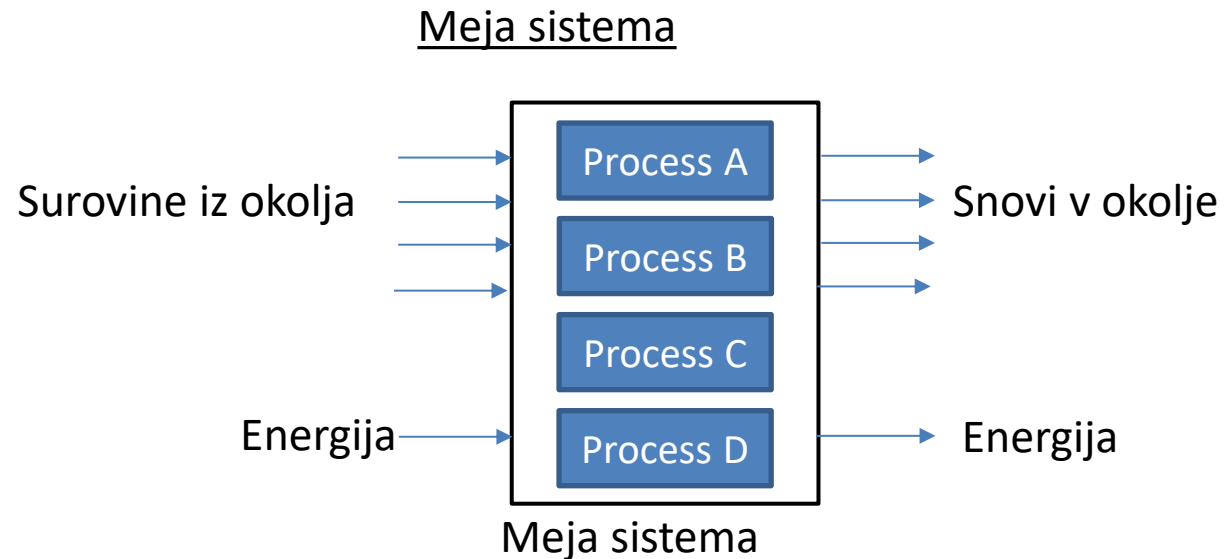 Meja sistema
Process A
Surovine iz okolja
Snovi v okolje
Process B
Process C
Energija
Process D
Energija
Meja sistema